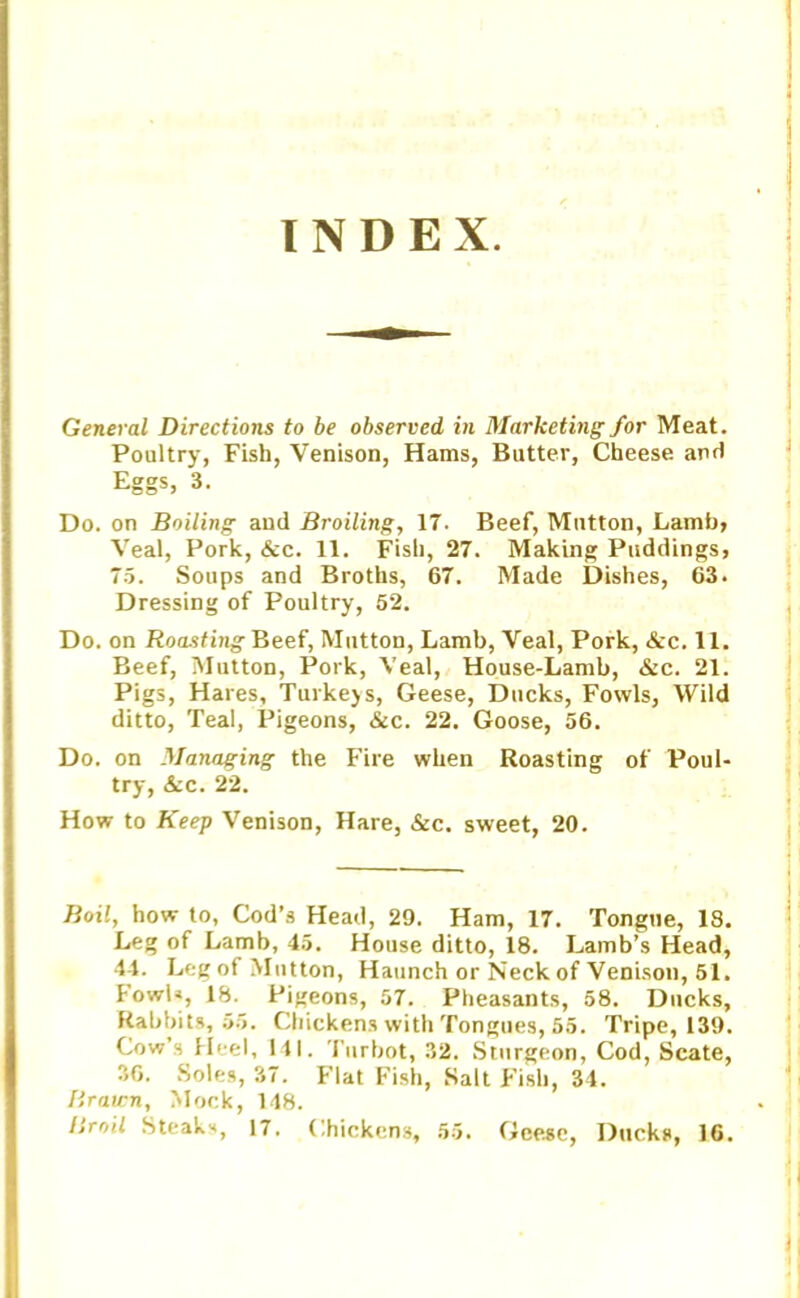 INDEX.
General Directions to be observed in Marketing for Meat.
Poultry, Fish, Venison, Hams, Butter, Cheese and
Eggs, 3.
Do. on Boiling and Broiling, 17. Beef, Mutton, Lamb,
Veal, Pork, &c. 11. Fish, 27. Making Puddings,
75. Soups and Broths, 67. Made Dishes, 63.
Dressing of Poultry, 52.
Do. on Roasting Beef, Mutton, Lamb, Veal, Pork, &c. 11.
Beef, Mutton, Pork, Veal, House-Lamb, &c. 21.
Pigs, Hares, Turkeys, Geese, Ducks, Fowls, Wild
ditto, Teal, Pigeons, &c. 22. Goose, 56.
Do. on Managing the Fire when Roasting of Poul-
try, &c. 22.
How to Keep Venison, Hare, &c. sweet, 20.
Boil, how to, Cod's Head, 29. Ham, 17. Tongue, 18.
Leg of Lamb, 45. House ditto, 18. Lamb's Head,
44. Leg of Mutton, Haunch or Neck of Venison, 51.
Fowls, 18. Pigeons, 57. Pheasants, 58. Ducks,
Rabbits, 55. Chickens with Tongues, 55. Tripe, 139.
Cow's Heel, 141. Turbot, 32. Sturgeon, Cod, Scate,
36. Soles, 37. Flat Fish, Salt Fish, 34.
Brawn, Mock, 148.
Broil Steaks, 17. Chickens, 55. Geese, Ducks, 16.